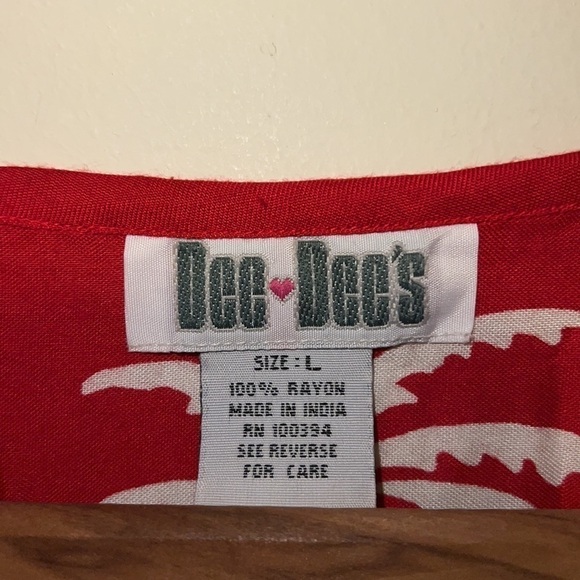 Dee Dee's
SIZE : L
100% RAYON
MADE IN INDIA
RN 100394
SEE REVERSE
FOR CARE